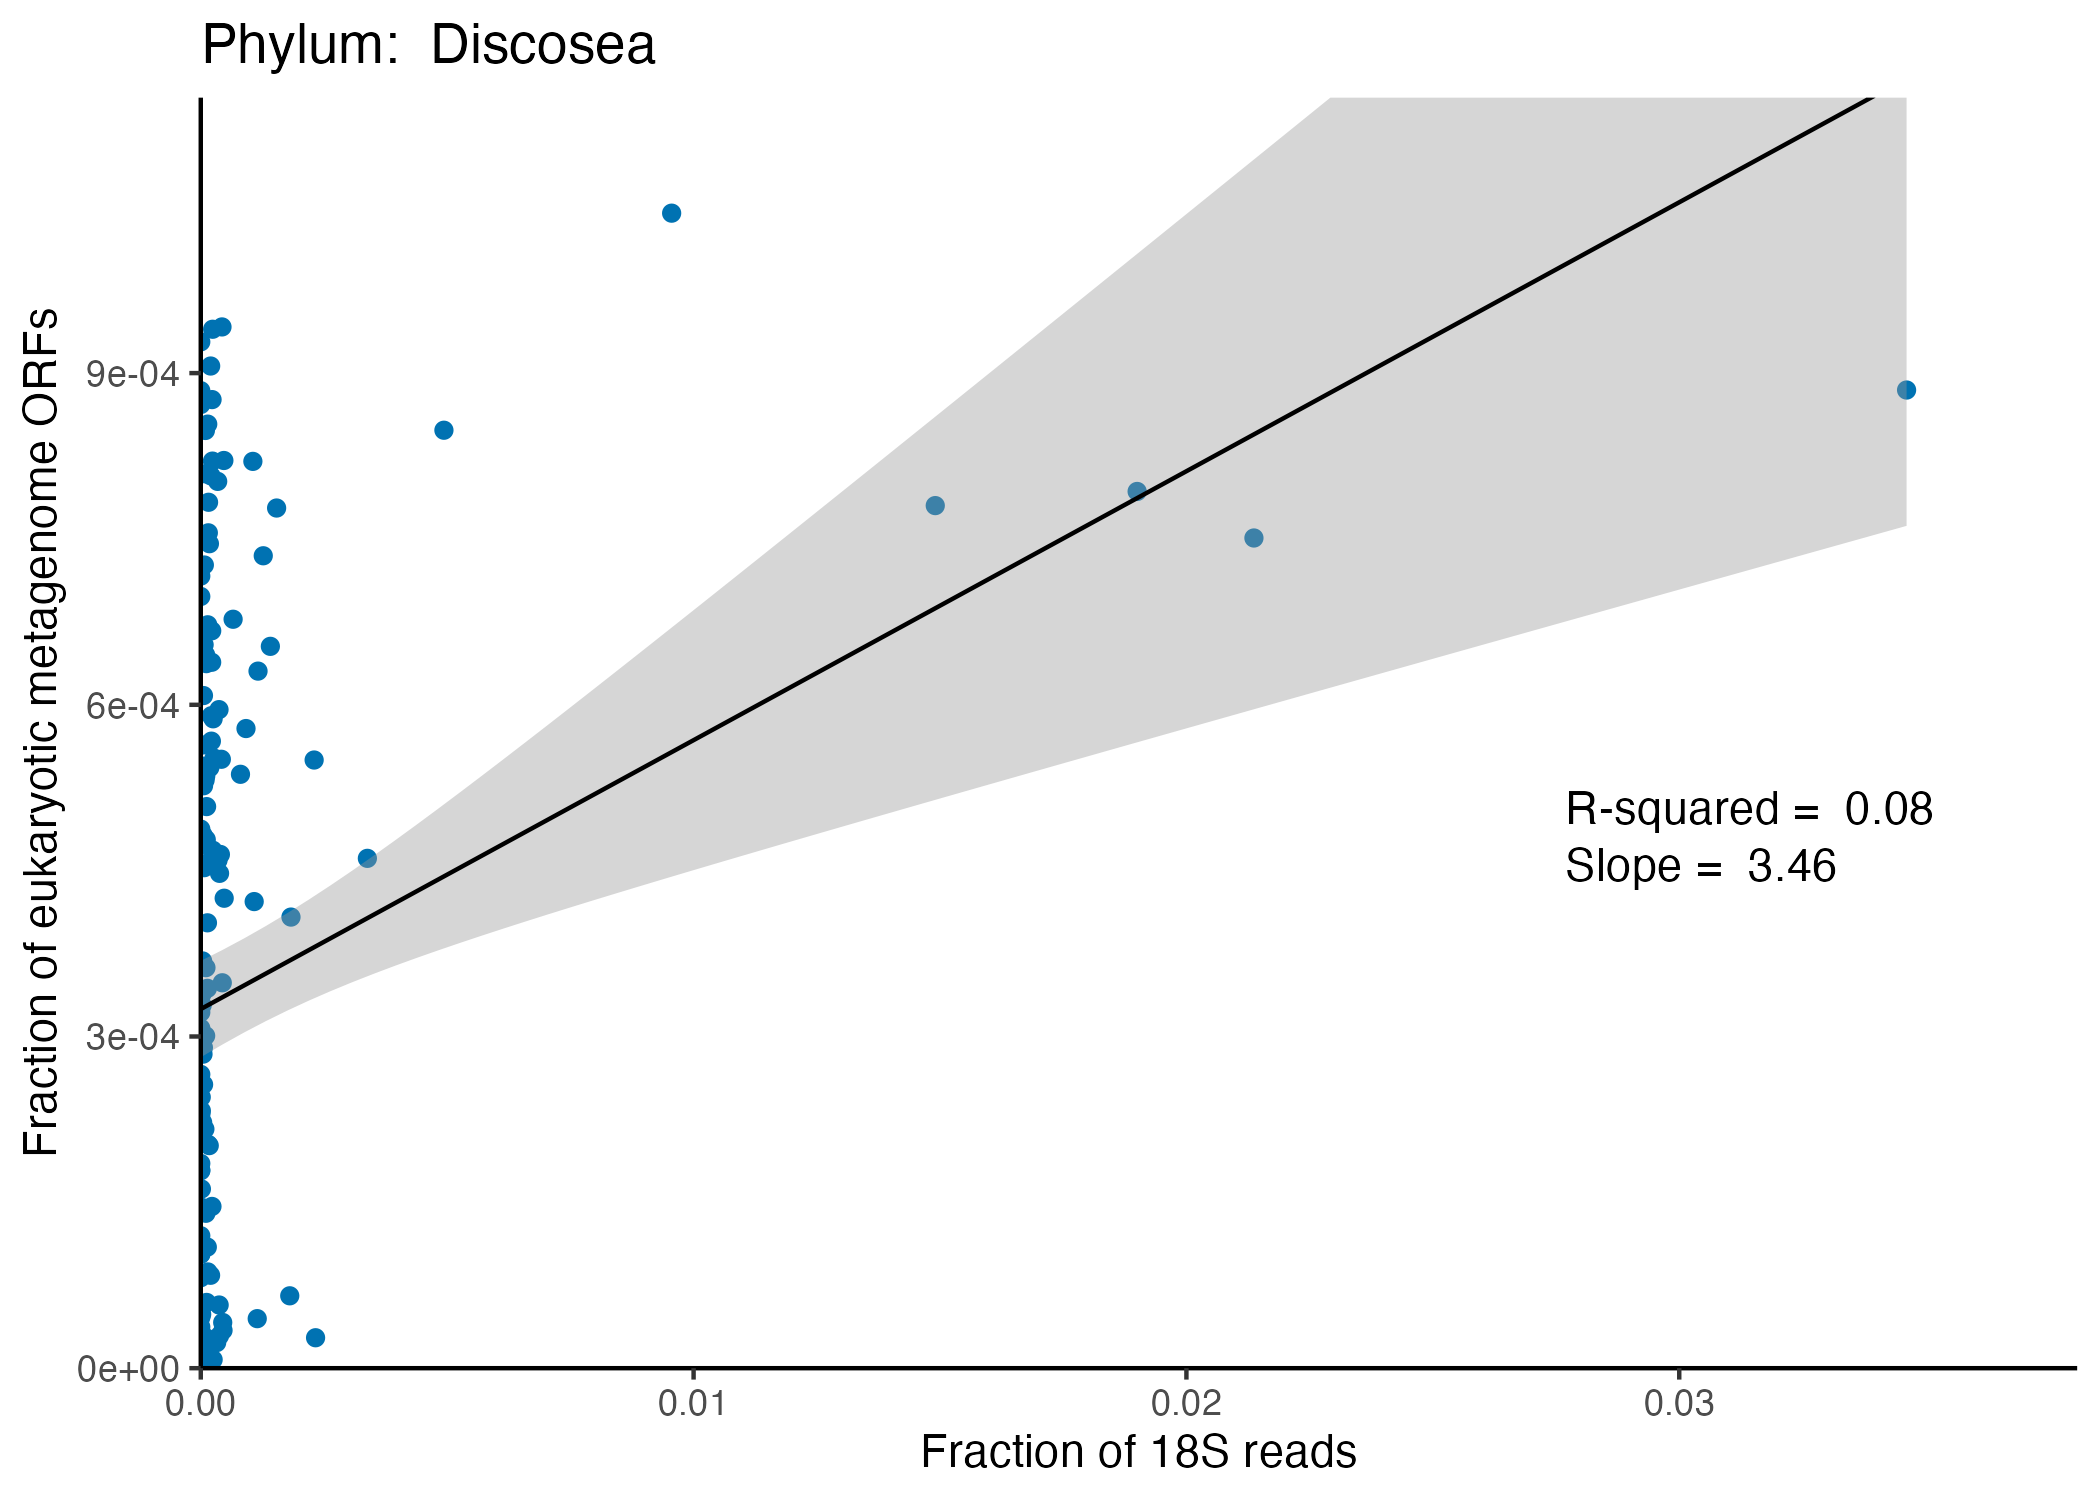 Phylum:  Discosea
Fraction of eukaryotic metagenome ORFs
9e-04
6e-04
3e-04
0e+00
R-squared =  0.08
Slope =  3.46
0.00
0.01
0.02
0.03
Fraction of 18S reads